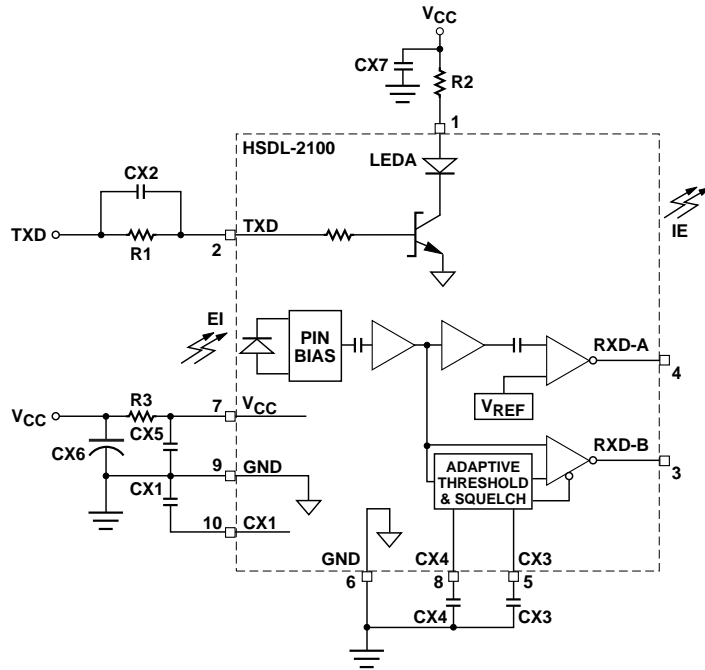 VCC
CX7
R2
1
HSDL-2100
LEDA
CX2
TXD
R1
2
TXD
IE
EI
PIN
BIAS
RXD-A
4
VREF
VCC
R3
7
VCC
CX5
CX6
9
GND
CX1
10
CX1
RXD-B
3
ADAPTIVE
THRESHOLD
& SQUELCH
GND
CX4
CX3
6
8
5
CX4
CX3